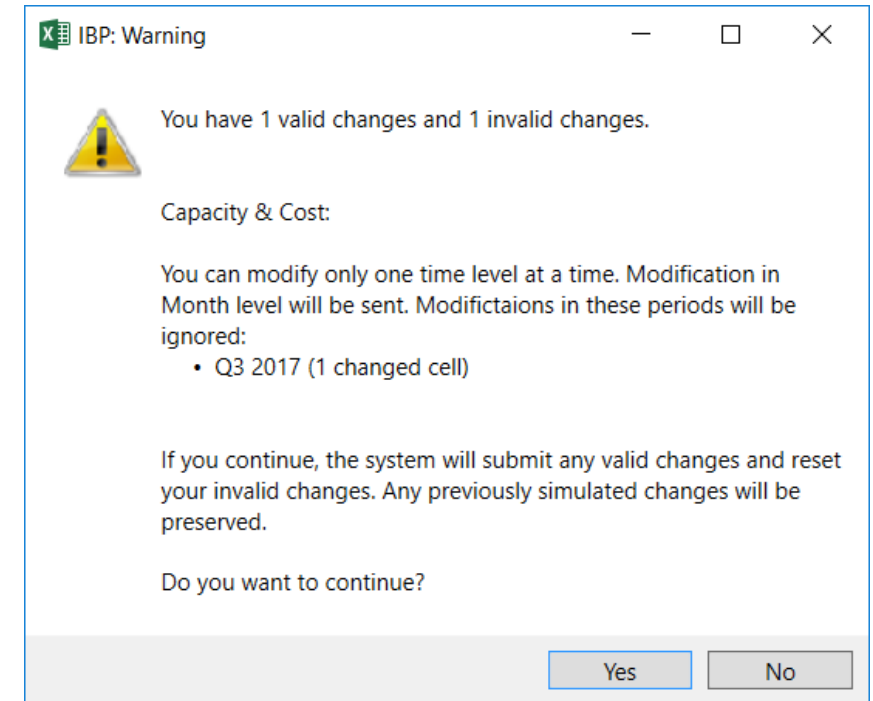 IBP: Warning
You have 1 valid changes and 1 invalid changes.
Capacity & Cost:
You can modify only one time level at a time. Modification in
Month level will be sent. Modifictaions in these periods will be
ignored:
• Q3 2017 (1 changed cell)
If you continue, the system will submit any valid changes and reset
your invalid changes. Any previously simulated changes will be
preserved.
Do you want to continue?
Yes No